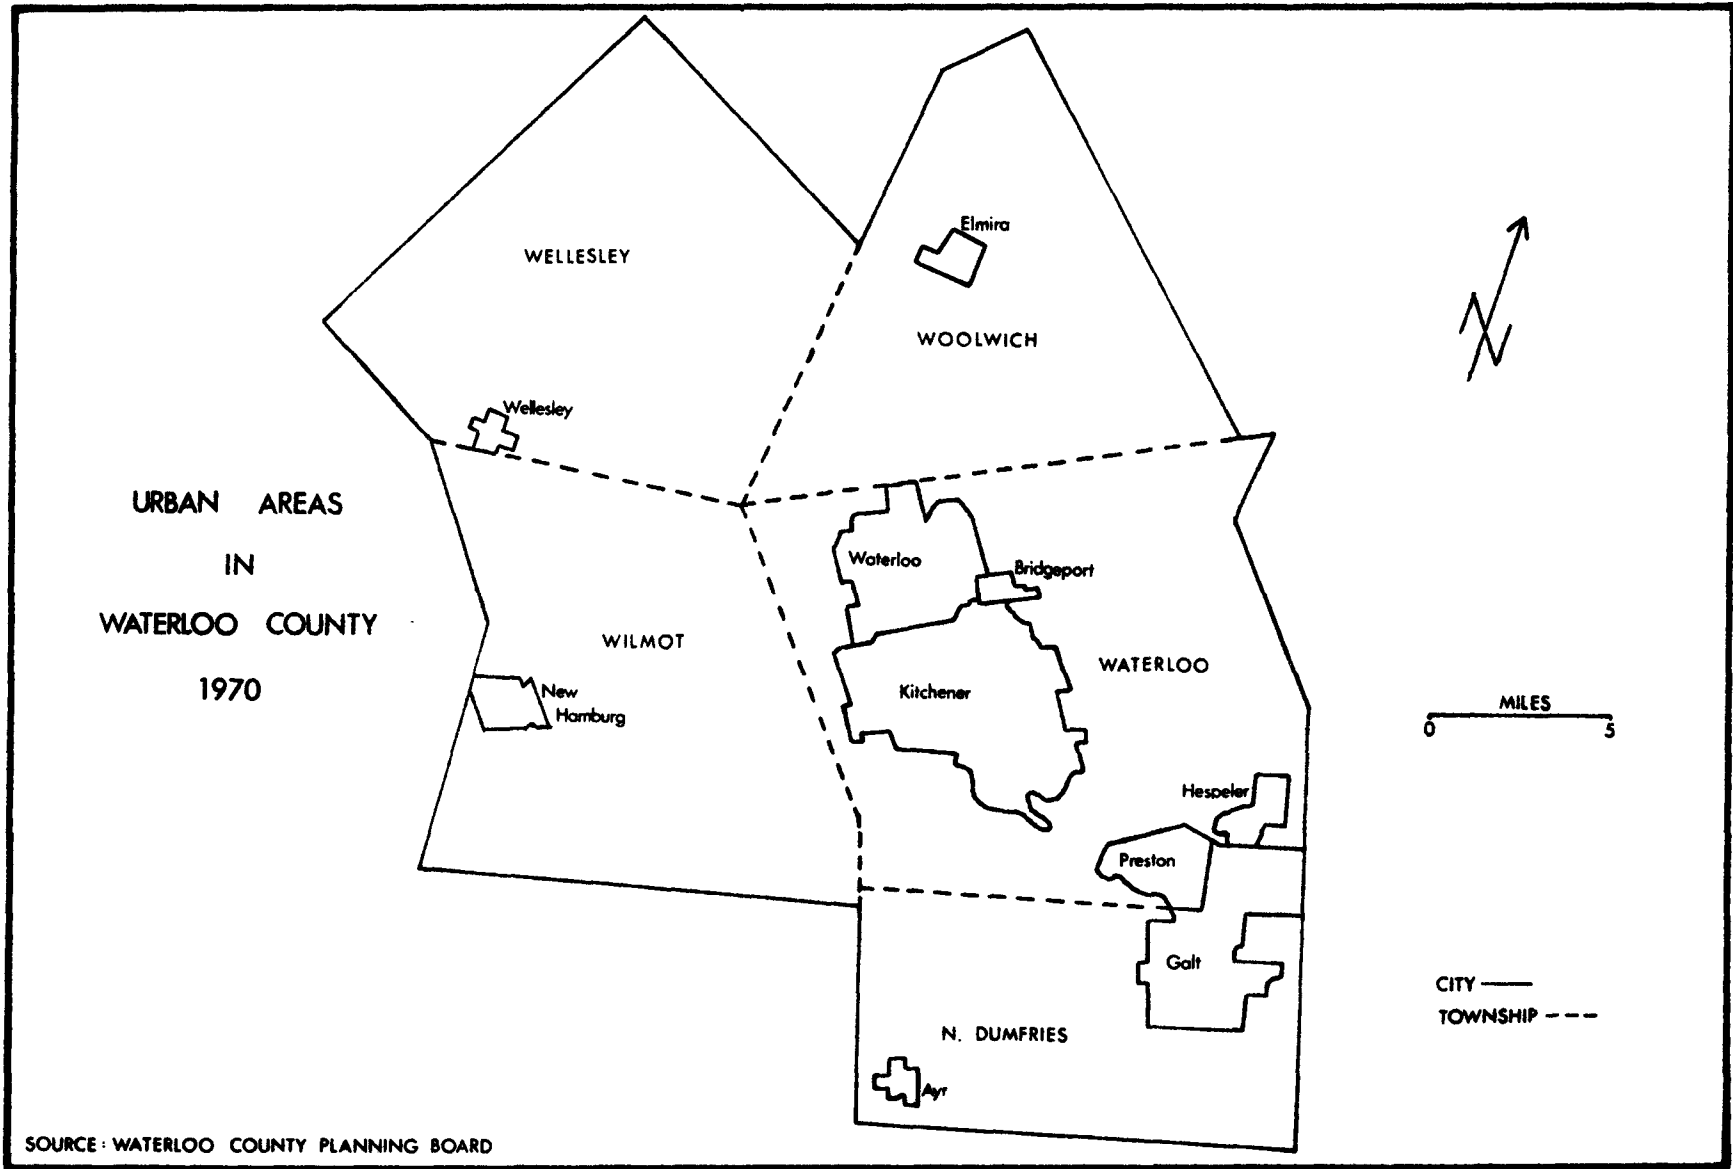 URBAN AREAS
IN
WATERLOO COUNTY
1970
WELLESLEY
Elmira
WOOLWICH
Wellesley
Waterloo
Bridgeport
WILMOT
WATERLOO
Kitchener
New
Hamburg
Hespeler
Preston
Galt
N. DUMFRIES
Ayr
N
MILES
0 5
CITY
TOWNSHIP
SOURCE: WATERLOO COUNTY PLANNING BOARD